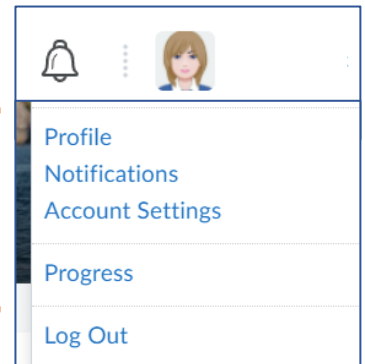 Profile
Notifications
Account Settings
Progress
Log Out